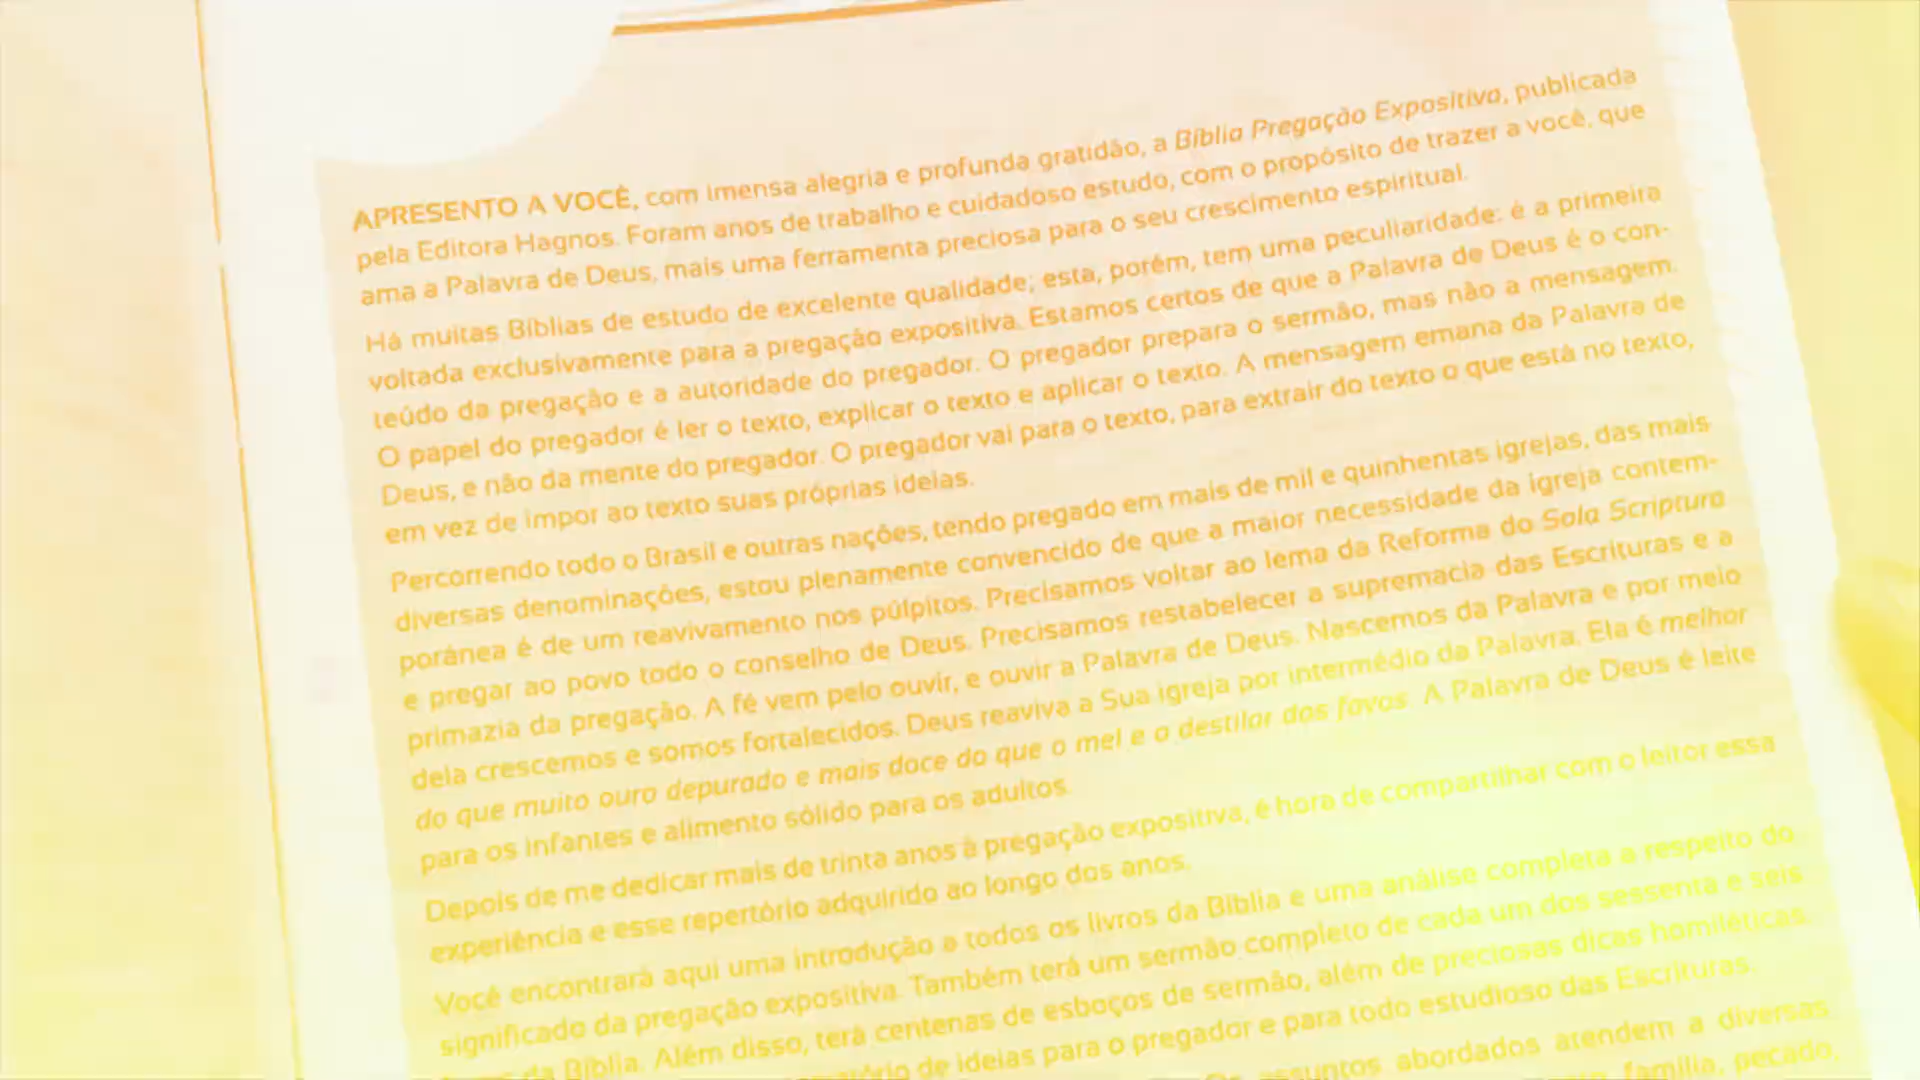 APRESENTO A VOCÊ, com imensa alegria e profunda gratidão, a Bíblia Pregação Expositiva, publicada
pela Editora Hagnos. Foram anos de trabalho e cuidadoso estudo, com o propósito de trazer a você, que
ama a Palavra de Deus, mais uma ferramenta preciosa para o seu crescimento espiritual.
Há muitas Bíblias de estudo de excelente qualidade; esta, porém, tem uma peculiaridade: é a primeira
voltada exclusivamente para a pregação expositiva. Estamos certos de que a Palavra de Deus é o con-
teúdo da pregação e a autoridade do pregador. O pregador prepara o sermão, mas não a mensagem.
O papel do pregador é ler o texto, explicar o texto e aplicar o texto. A mensagem emana da Palavra de
Deus, e não da mente do pregador. O pregador vai para o texto, para extrair do texto o que está no texto,
em vez de impor ao texto suas próprias ideias.
Percorrendo todo o Brasil e outras nações, tendo pregado em mais de mil e quinhentas igrejas, das mais
diversas denominações, estou plenamente convencido de que a maior necessidade da igreja contem-
porânea é de um reavivamento nos púlpitos. Precisamos voltar ao lema da Reforma do Sola Scriptura
e pregar ao povo todo o conselho de Deus. Precisamos restabelecer a supremacia das Escrituras e a
primazia da pregação. A fé vem pelo ouvir, e ouvir a Palavra de Deus. Nascemos da Palavra e por meio
dela crescemos e somos fortalecidos. Deus reaviva a Sua igreja por intermédio da Palavra. Ela é melhor
do que muito ouro depurado e mais doce do que o mel e o destilar dos favos. A Palavra de Deus é leite
para os infantes e alimento sólido para os adultos.
Depois de me dedicar mais de trinta anos à pregação expositiva, é hora de compartilhar com o leitor essa
experiência e esse repertório adquirido ao longo dos anos.
Você encontrará aqui uma introdução a todos os livros da Bíblia e uma análise completa a respeito do
significado da pregação expositiva. Também terá um sermão completo de cada um dos sessenta e seis
da Bíblia. Além disso, terá centenas de esboços de sermão, além de preciosas dicas homiléticas.
de ideias para o pregador e para todo estudioso das Escrituras.
assuntos abordados atendem a diversas
família, pecado,